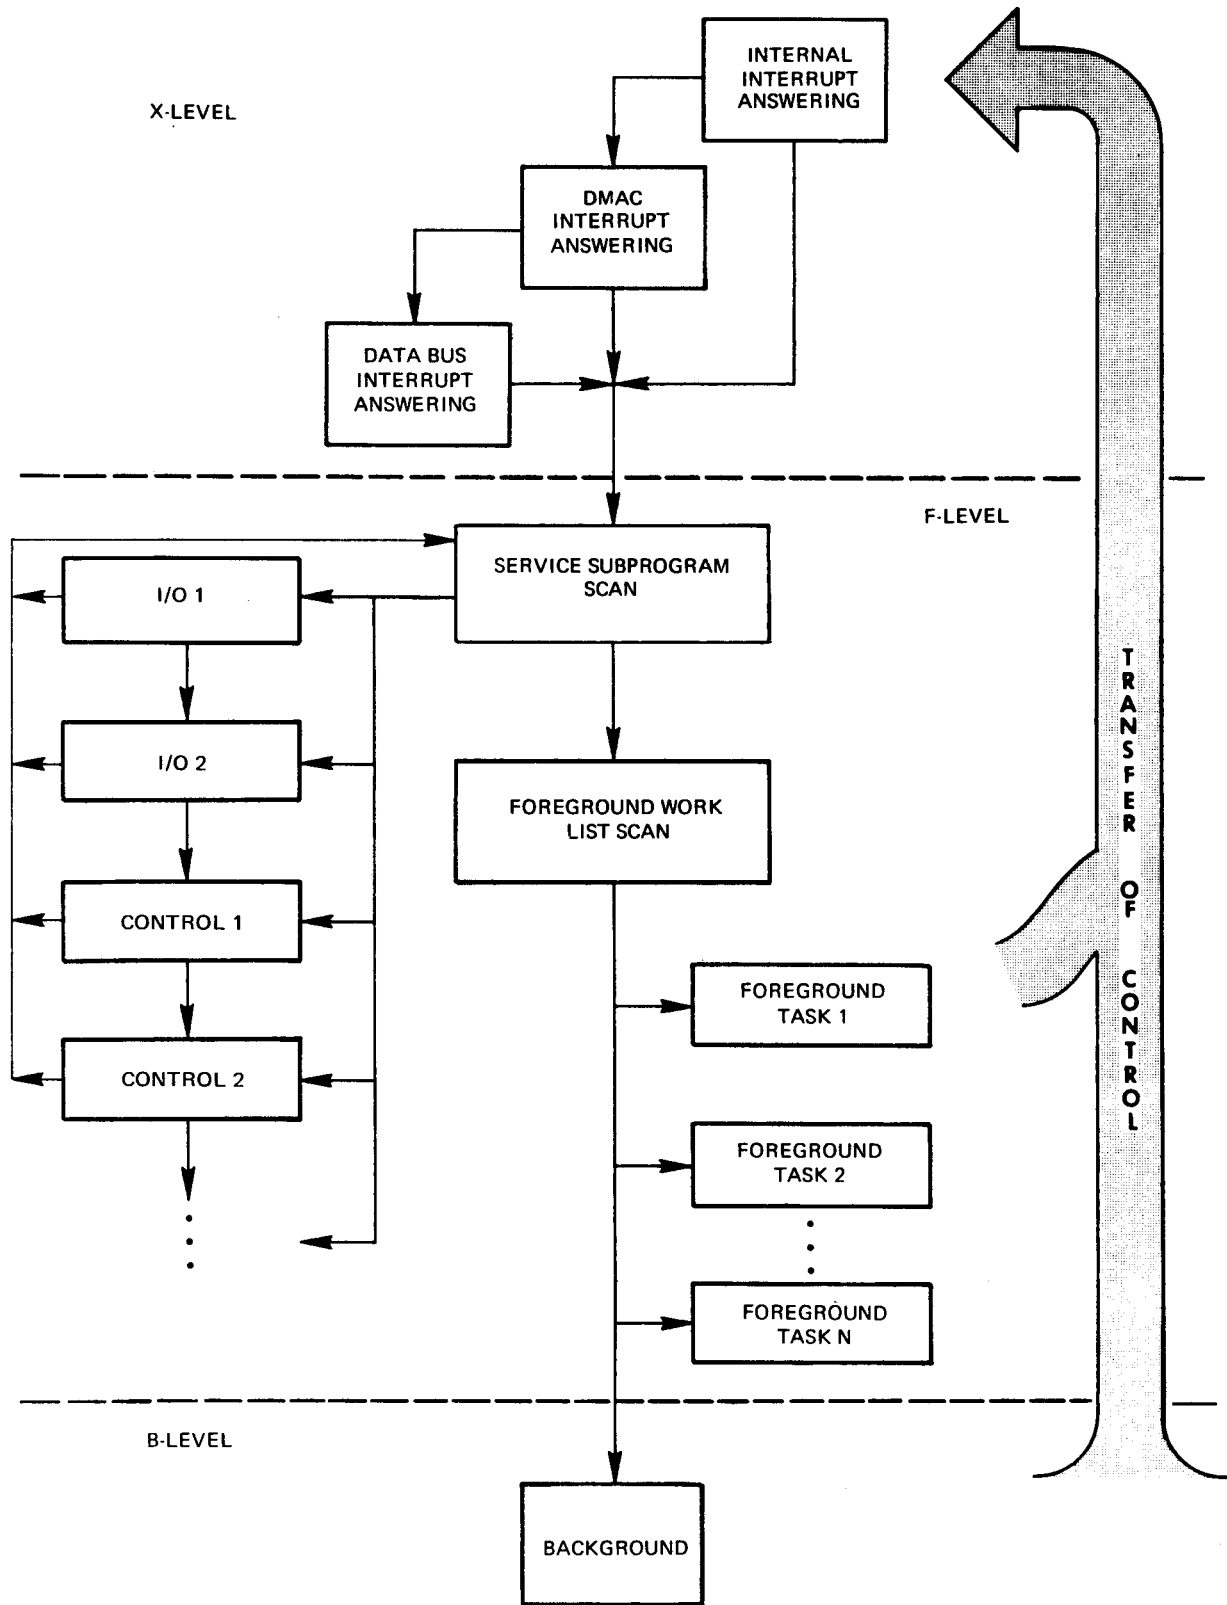 INTERNAL
INTERRUPT
ANSWERING
X-LEVEL
DMAC
INTERRUPT
ANSWERING
DATA BUS
INTERRUPT
ANSWERING
F-LEVEL
SERVICE SUBPROGRAM
SCAN
I/O 1
I/O 2
FOREGROUND WORK
LIST SCAN
CONTROL 1
FOREGROUND
TASK 1
CONTROL 2
FOREGROUND
TASK 2
FOREGROUND
TASK N
TRANSFER OF CONTROL
B-LEVEL
BACKGROUND